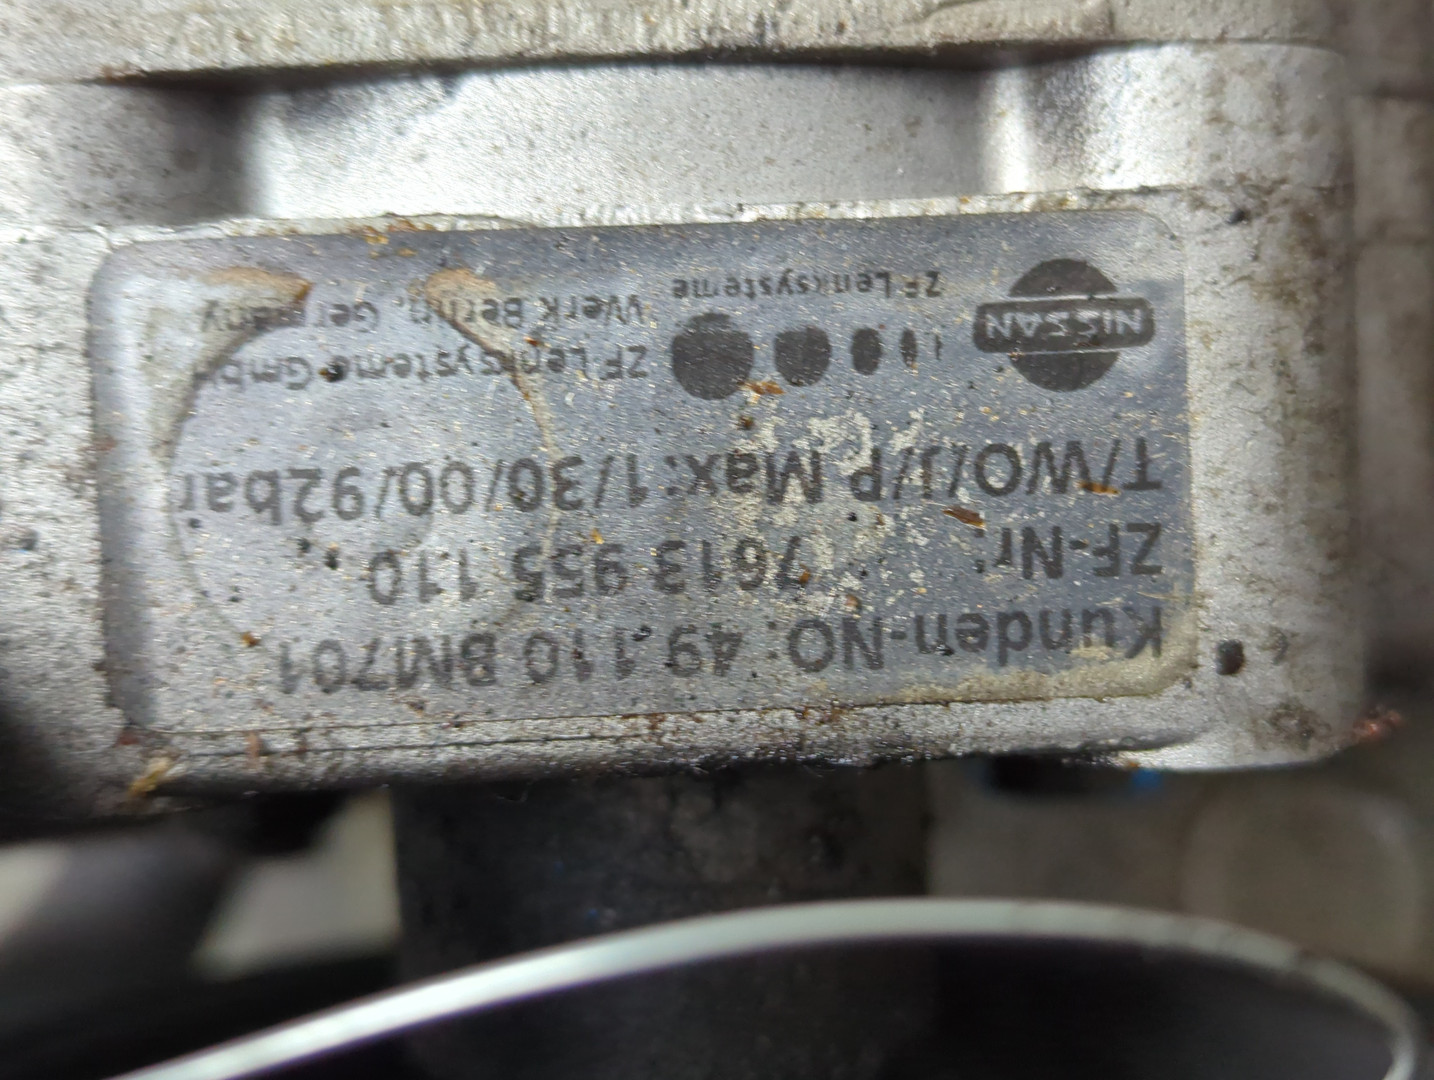 NISSAN
ZF Lenksysteme
ZF Lenksysteme GmbH
Werk Berlin, Germany
T/WO/J/P Max:1/30/00/92bar
ZF-Nr: 7613 955 110
Kunden-NO: 49.110 BM701